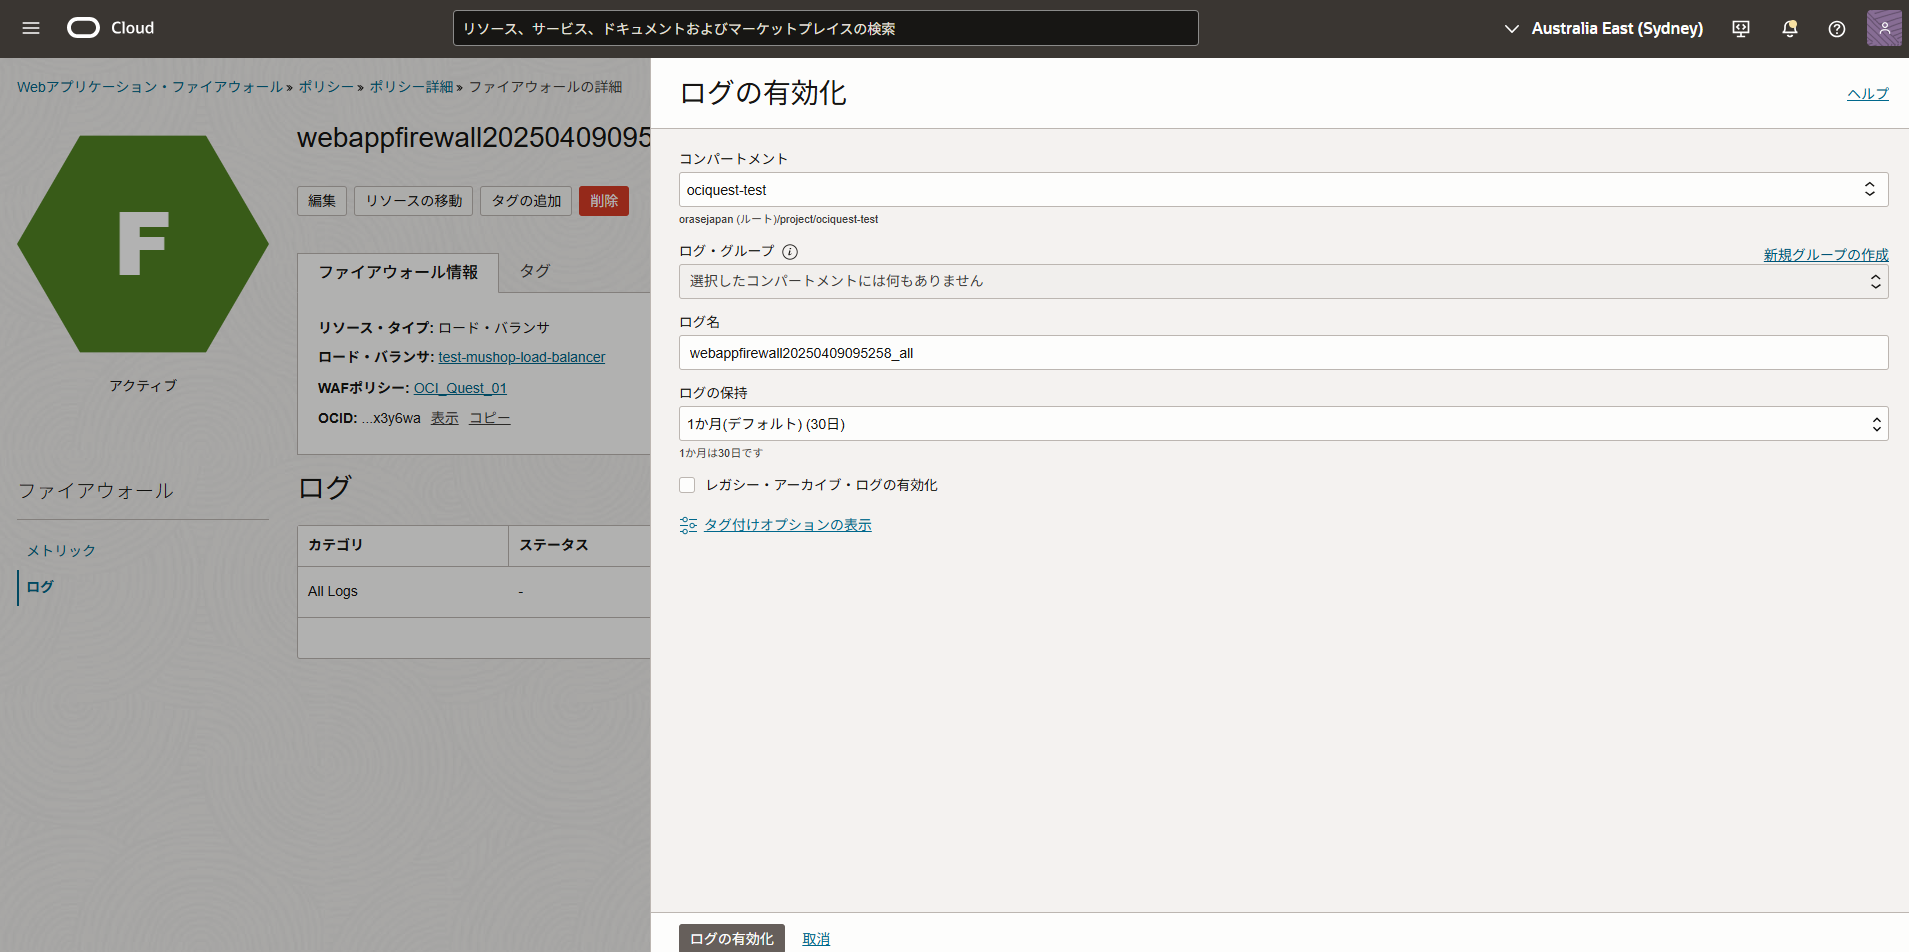 Cloud
リソース、サービス、ドキュメントおよびマーケットプレイスの検索
Australia East (Sydney)
Webアプリケーション・ファイアウォール » ポリシー » ポリシー詳細 » ファイアウォールの詳細
F
アクティブ
webappfirewall20250409095
編集 リソースの移動 タグの追加 削除
ファイアウォール情報 タグ
リソース・タイプ: ロード・バランサ
ロード・バランサ: test-mushop-load-balancer
WAFポリシー: OCI_Quest_01
OCID: ...x3y6wa 表示 コピー
ファイアウォール
メトリック
ログ
ログ
カテゴリ ステータス
All Logs -
ログの有効化
ヘルプ
コンパートメント
ociquest-test
orasejapan (ルート)/project/ociquest-test
ログ・グループ
新規グループの作成
選択したコンパートメントには何もありません
ログ名
webappfirewall20250409095258_all
ログの保持
1か月(デフォルト) (30日)
1か月は30日です
レガシー・アーカイブ・ログの有効化
タグ付けオプションの表示
ログの有効化 取消